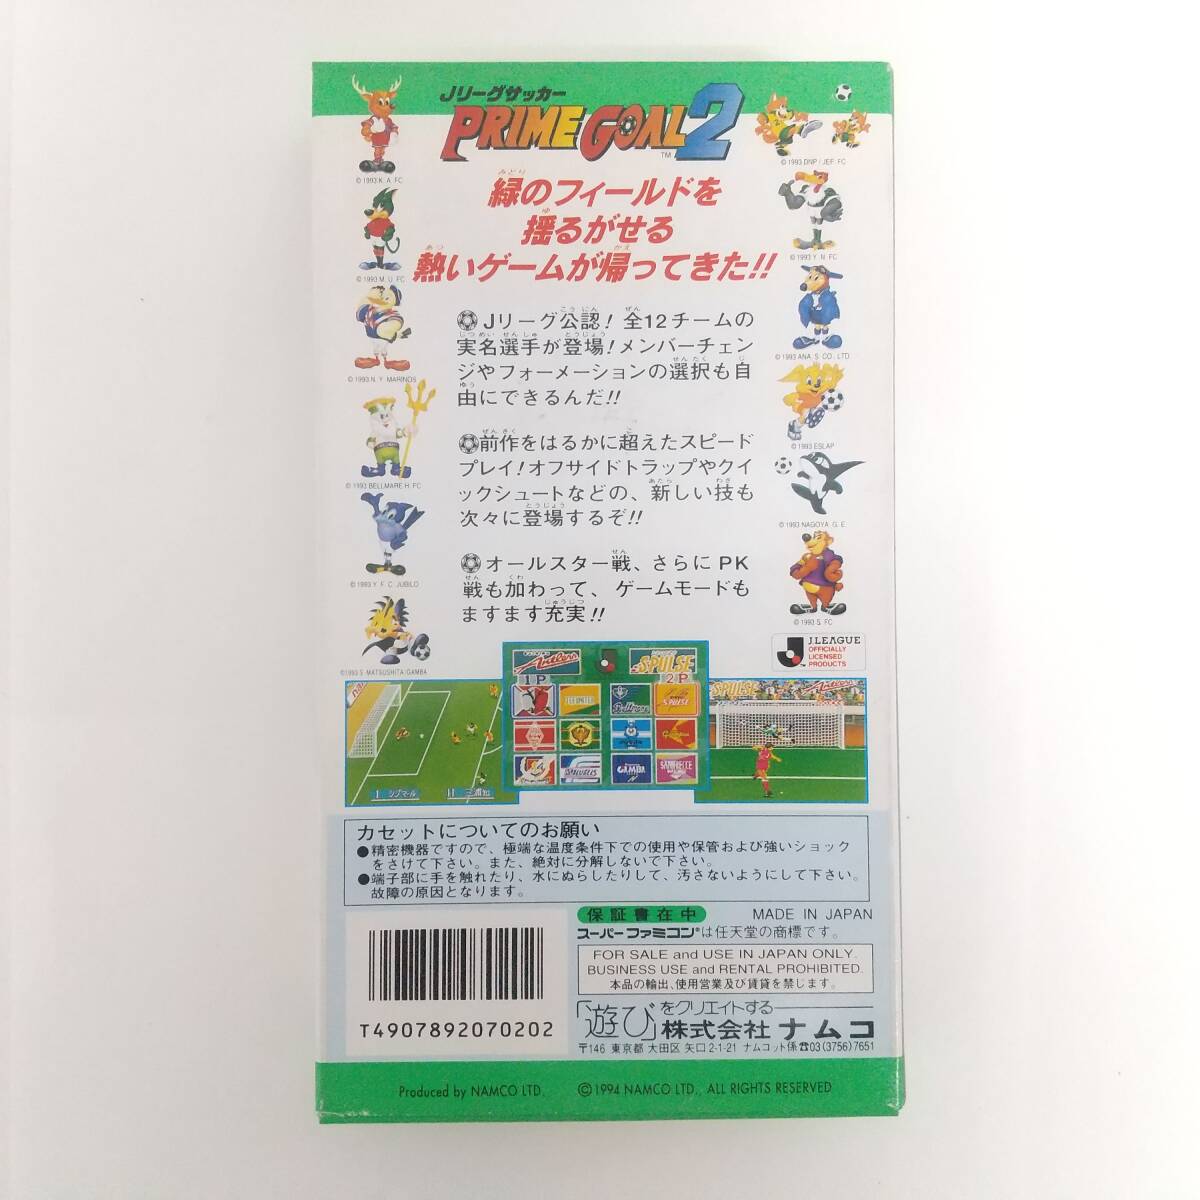 Jリーグサッカー
PRIME GOAL 2
TM
© 1993 K. A. FC
© 1993 M. U. FC
© 1993 N. Y. MARINOS
© 1993 BELLMARE H. FC
© 1993 Y. F. C. JUBILO
© 1993 S. MATSUSHITA GAMBA
© 1993 DNP / JEF. FC
© 1993 Y. N. FC
© 1993 ANA. S. CO., LTD
© 1993 ESLAP
© 1993 NAGOYA. G. E
© 1993 S. FC
緑のフィールドを
揺るがせる
熱いゲームが帰ってきた!!
Jリーグ公認! 全12チームの
実名選手が登場! メンバーチェン
ジやフォーメーションの選択も自
由にできるんだ!!
前作をはるかに超えたスピード
プレイ! オフサイドトラップやクイ
ックシュートなどの、新しい技も
次々に登場するぞ!!
オールスター戦、さらに PK
戦も加わって、ゲームモードも
ますます充実!!
J.LEAGUE
OFFICIALLY
LICENSED
PRODUCTS
Antlers
1P
S-PULSE
2P
S-PULSE
Antlers
GAMBA
SANFRECCE
I シジマール
11 三浦知
カセットについてのお願い
●精密機器ですので、極端な温度条件下での使用や保管および強いショック
をさけて下さい。また、絶対に分解しないで下さい。
●端子部に手を触れたり、水にぬらしたりして、汚さないようにして下さい。
故障の原因となります。
T4907892070202
保証書在中
MADE IN JAPAN
スーパーファミコン®は任天堂の商標です。
FOR SALE and USE IN JAPAN ONLY.
BUSINESS USE and RENTAL PROHIBITED.
本品の輸出、使用営業及び賃貸を禁じます。
「遊び」をクリエイトする
株式会社 ナムコ
〒146 東京都 大田区 矢口 2-1-21 ナムコット係☎03(3756)7651
Produced by NAMCO LTD.
© 1994 NAMCO LTD., ALL RIGHTS RESERVED